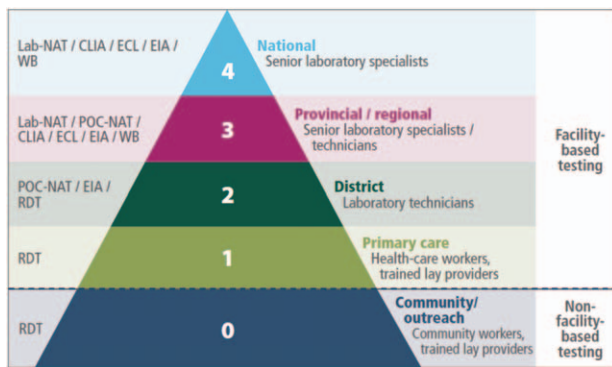 Lab-NAT / CLIA / ECL / EIA /
WB
4
National
Senior laboratory specialists
Lab-NAT / POC-NAT /
CLIA / ECL / EIA / WB
3
Provincial / regional
Senior laboratory specialists /
technicians
Facility-
based
testing
POC-NAT / EIA /
RDT
2
District
Laboratory technicians
RDT
1
Primary care
Health-care workers,
trained lay providers
RDT
0
Community/
outreach
Community workers,
trained lay providers
Non-
facility-
based
testing